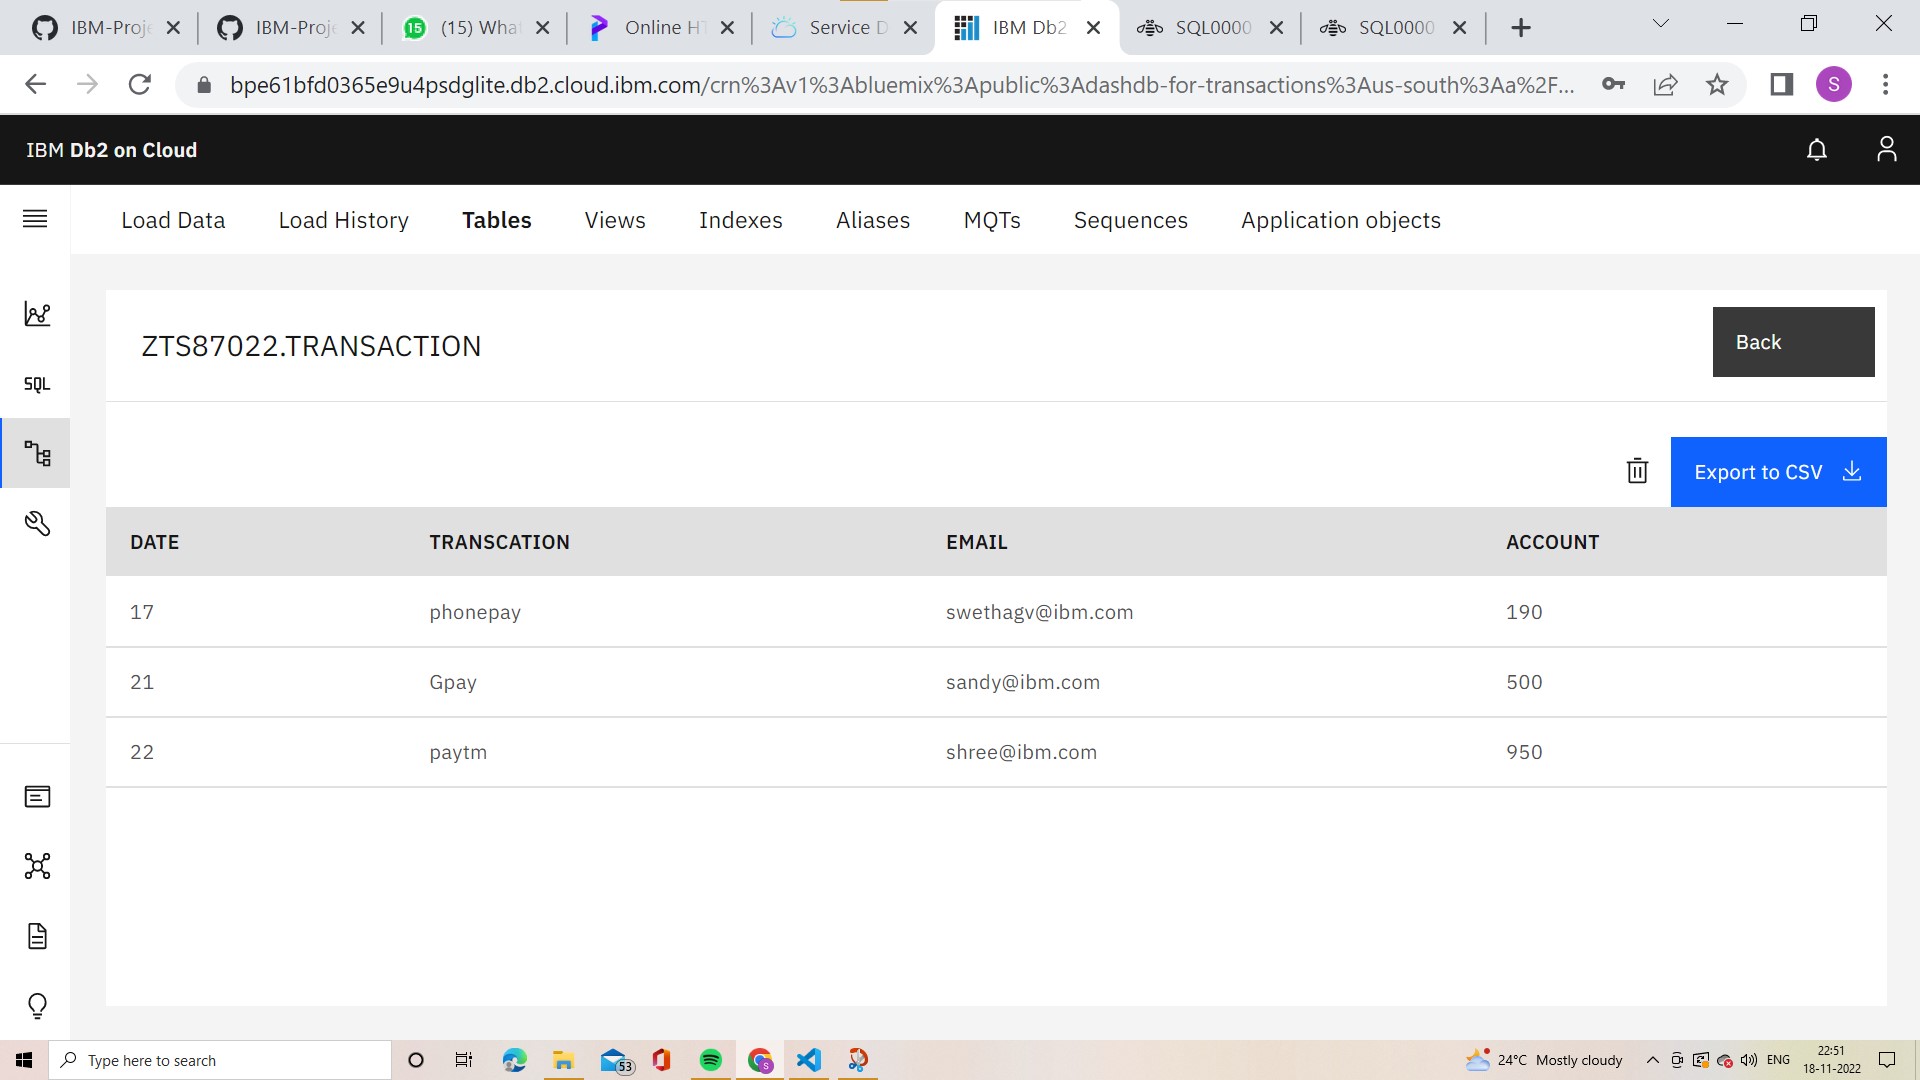 IBM-Proje
IBM-Proje
(15) What
Online HT
Service D
IBM Db2
SQL0000
SQL0000
bpe61bfd0365e9u4psdglite.db2.cloud.ibm.com/crn%3Av1%3Abluemix%3Apublic%3Adashdb-for-transactions%3Aus-south%3Aa%2F...
S
IBM Db2 on Cloud
Load Data
Load History
Tables
Views
Indexes
Aliases
MQTs
Sequences
Application objects
SQL
ZTS87022.TRANSACTION
Back
Export to CSV
DATE TRANSCATION EMAIL ACCOUNT
17 phonepay swethagv@ibm.com 190
21 Gpay sandy@ibm.com 500
22 paytm shree@ibm.com 950
Type here to search
53
24°C Mostly cloudy
ENG
22:51
18-11-2022